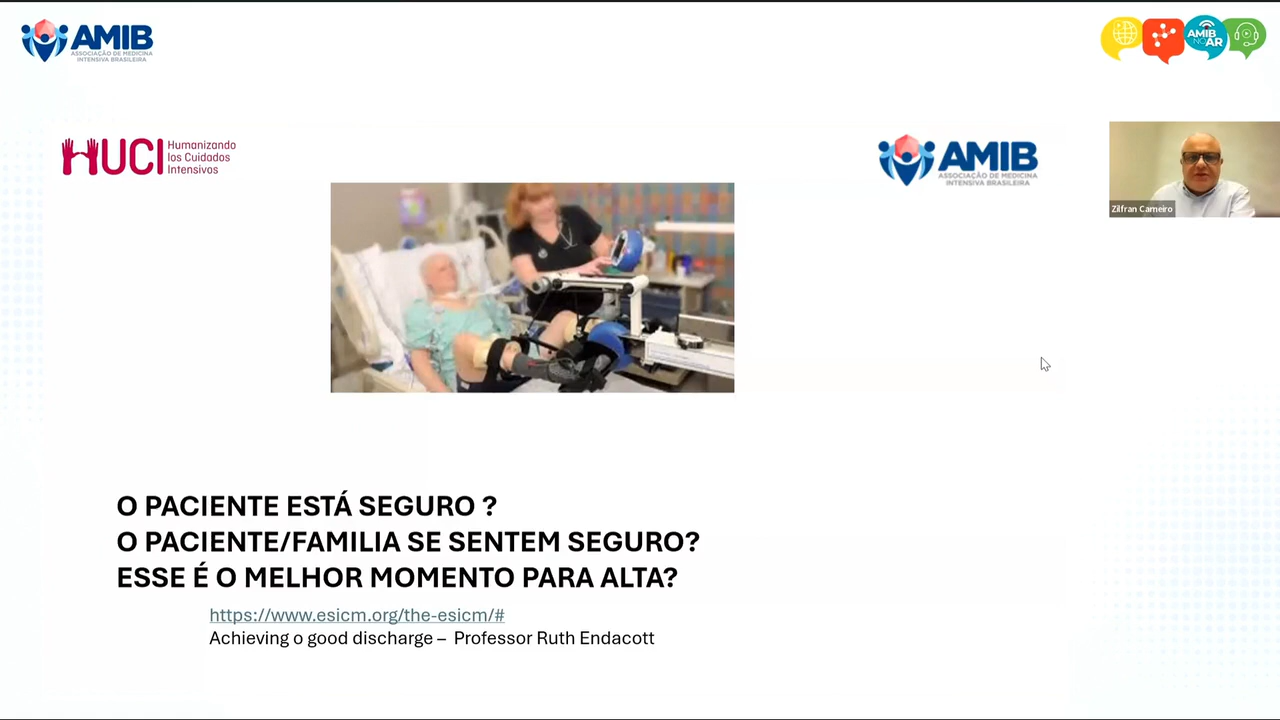 AMIB
ASSOCIAÇÃO DE MEDICINA
INTENSIVA BRASILEIRA
AMIB
NO AR
HUCI
Humanizando
los Cuidados
Intensivos
AMIB
ASSOCIAÇÃO DE MEDICINA
INTENSIVA BRASILEIRA
Zilfran Carneiro
O PACIENTE ESTÁ SEGURO ?
O PACIENTE/FAMILIA SE SENTEM SEGURO?
ESSE É O MELHOR MOMENTO PARA ALTA?
https://www.esicm.org/the-esicm/#
Achieving o good discharge – Professor Ruth Endacott